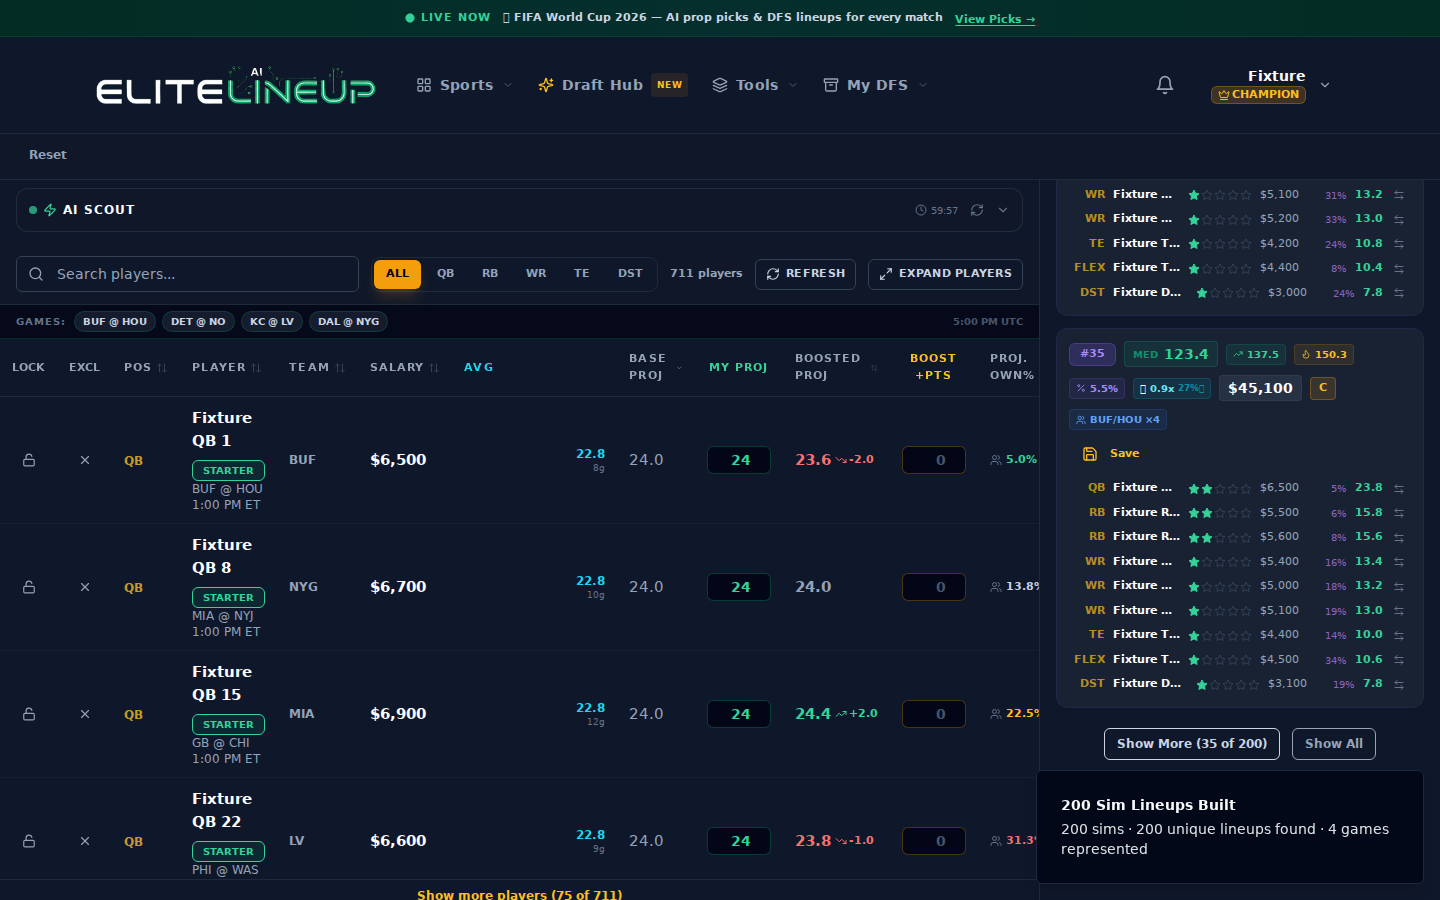 LIVE NOW FIFA World Cup 2026 — AI prop picks & DFS lineups for every match View Picks →
ELITE LINEUP AI
Sports Draft Hub NEW Tools My DFS
Fixture
CHAMPION
Reset
AI SCOUT 59:57
Search players... ALL QB RB WR TE DST 711 players REFRESH EXPAND PLAYERS
GAMES: BUF @ HOU DET @ NO KC @ LV DAL @ NYG 5:00 PM UTC
LOCK EXCL POS PLAYER TEAM SALARY AVG BASE PROJ MY PROJ BOOSTED PROJ BOOST +PTS PROJ. OWN%
Fixture
QB 1
QB STARTER BUF $6,500 22.8 8g 24.0 24 23.6 -2.0 0 5.0%
BUF @ HOU
1:00 PM ET
Fixture
QB 8
QB STARTER NYG $6,700 22.8 10g 24.0 24 24.0 0 13.8%
MIA @ NYJ
1:00 PM ET
Fixture
QB 15
QB STARTER MIA $6,900 22.8 12g 24.0 24 24.4 +2.0 0 22.5%
GB @ CHI
1:00 PM ET
Fixture
QB 22
QB STARTER LV $6,600 22.8 9g 24.0 24 23.8 -1.0 0 31.3%
PHI @ WAS
Show more players (75 of 711)
WR Fixture ... $5,100 31% 13.2
WR Fixture ... $5,200 33% 13.0
TE Fixture T... $4,200 24% 10.8
FLEX Fixture T... $4,400 8% 10.4
DST Fixture D... $3,000 24% 7.8
#35 MED 123.4 137.5 150.3
5.5% 0.9x 27% $45,100 C
BUF/HOU ×4
Save
QB Fixture ... $6,500 5% 23.8
RB Fixture R... $5,500 6% 15.8
RB Fixture R... $5,600 8% 15.6
WR Fixture ... $5,400 16% 13.4
WR Fixture ... $5,000 18% 13.2
WR Fixture ... $5,100 19% 13.0
TE Fixture T... $4,400 14% 10.0
FLEX Fixture T... $4,500 34% 10.6
DST Fixture D... $3,100 19% 7.8
Show More (35 of 200) Show All
200 Sim Lineups Built
200 sims · 200 unique lineups found · 4 games
represented